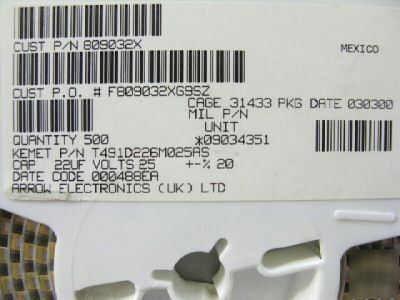 CUST P/N 809032X
MEXICO
CUST P.O. # F809032XG9SZ
CAGE 31433 PKG DATE 030300
MIL P/N
UNIT
QUANTITY 500 *09034351
KEMET P/N T491D226M025AS
CAP 22UF VOLTS 25 +-% 20
DATE CODE 000488EA
ARROW ELECTRONICS (UK) LTD